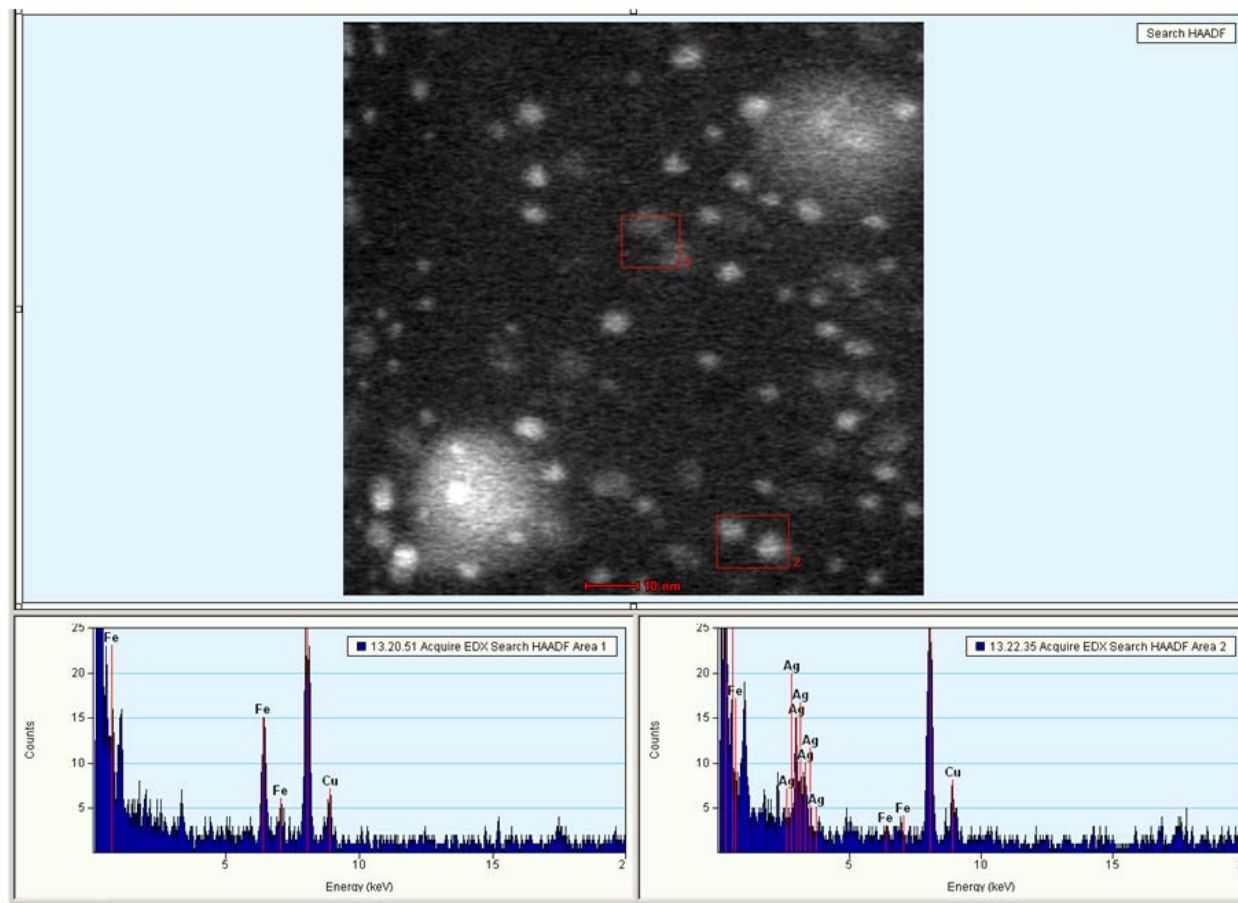 Search HAADF
1
2
10 nm
25
20
15
10
5
Counts
Fe
Fe
Fe
Cu
13.20.51 Acquire EDX Search HAADF Area 1
5
10
15
2
Energy (keV)
25
20
15
10
5
Counts
Fe
Ag
Ag
Ag
Ag
Ag
Ag
Ag
Fe
Fe
Cu
13.22.35 Acquire EDX Search HAADF Area 2
5
10
15
Energy (keV)